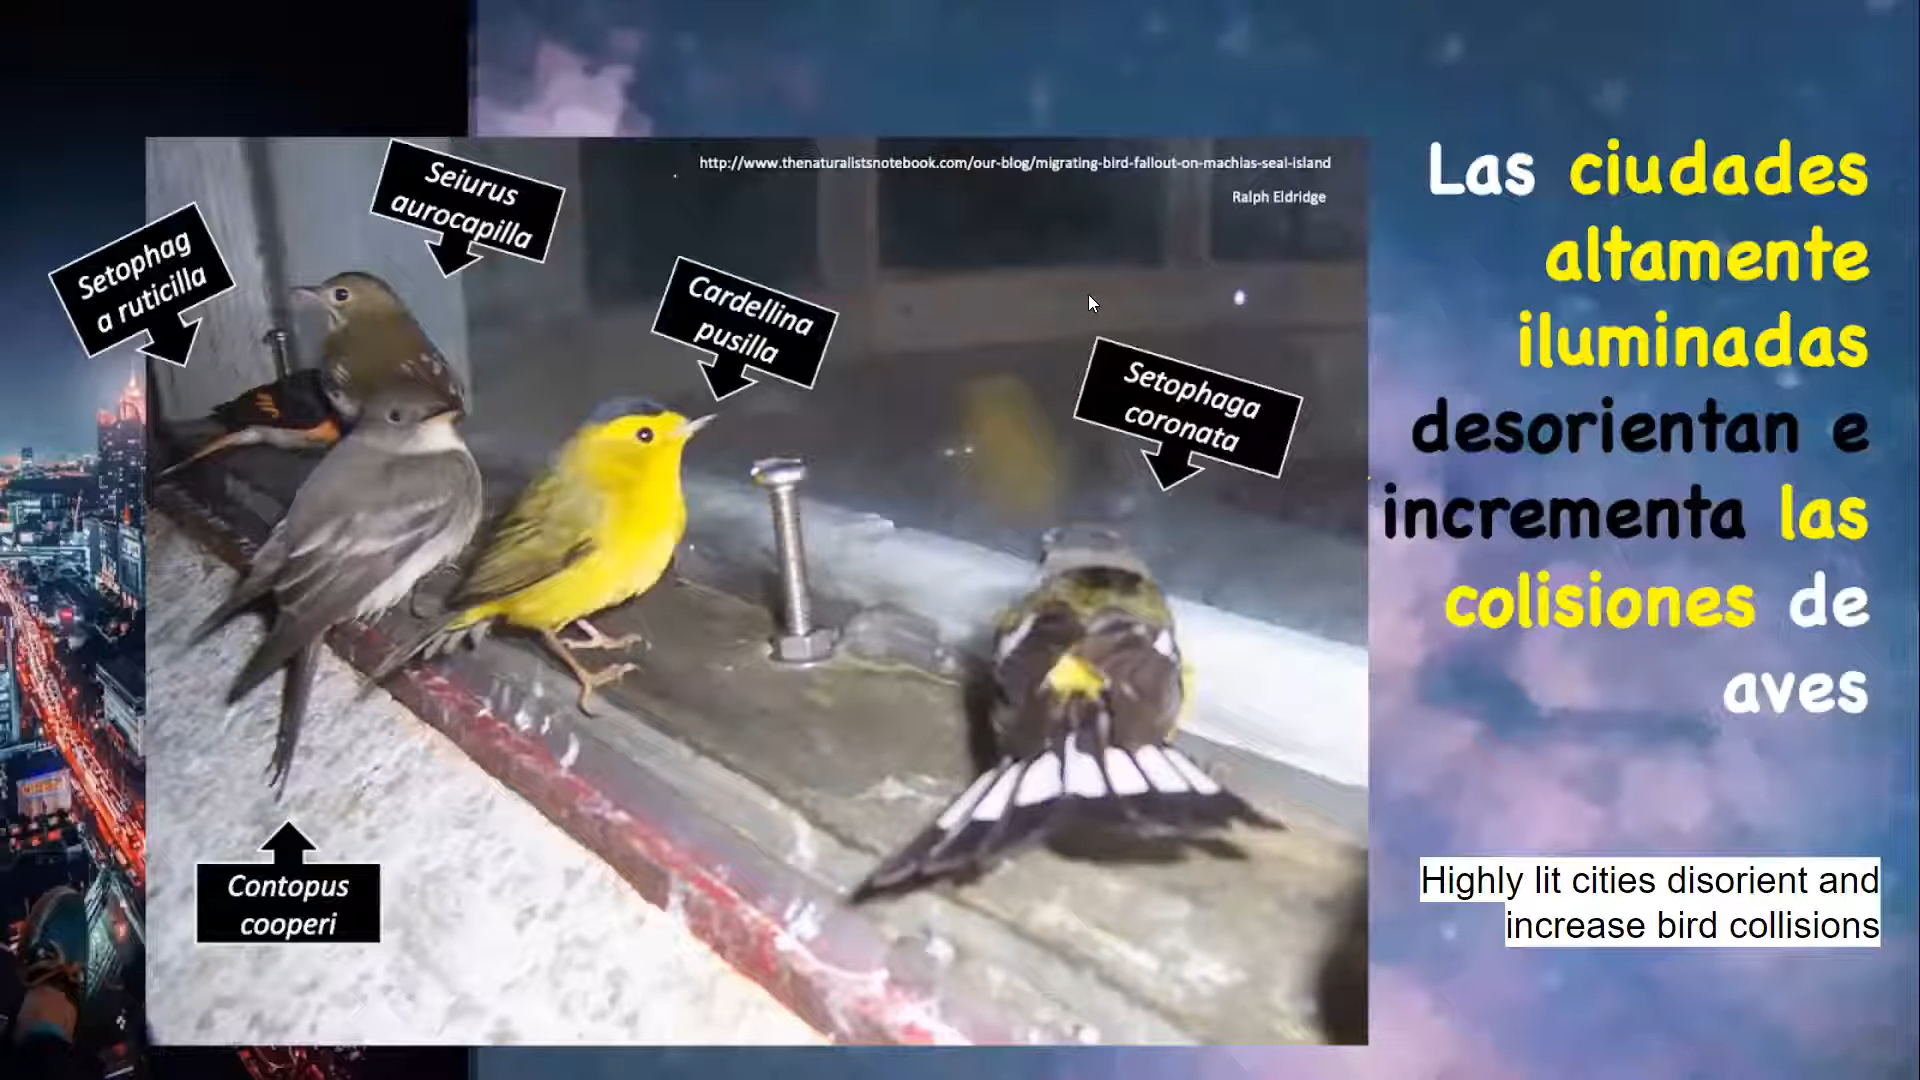 http://www.thenaturalistsnotebook.com/our-blog/migrating-bird-fallout-on-machias-seal-island
Ralph Eldridge
Seiurus
aurocapilla
Setophag
a ruticilla
Cardellina
pusilla
Setophaga
coronata
Contopus
cooperi
Las ciudades
altamente
iluminadas
desorientan e
incrementa las
colisiones de
aves
Highly lit cities disorient and
increase bird collisions